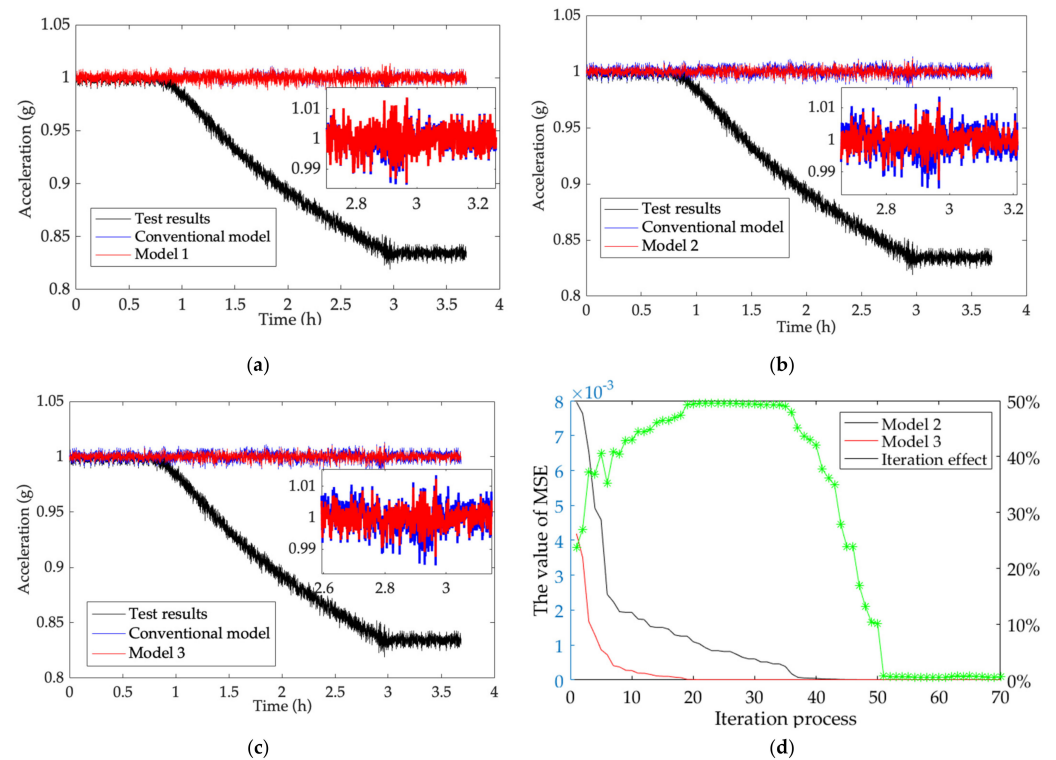 1.05
1
0.95
0.9
0.85
0.8
Acceleration (g)
0 0.5 1 1.5 2 2.5 3 3.5 4
Time (h)
1.01
1
0.99
2.8 3 3.2
Test results
Conventional model
Model 1
(a)
1.05
1
0.95
0.9
0.85
0.8
Acceleration (g)
0 0.5 1 1.5 2 2.5 3 3.5 4
Time (h)
1.01
1
0.99
2.8 3 3.2
Test results
Conventional model
Model 2
(b)
1.05
1
0.95
0.9
0.85
0.8
Acceleration (g)
0 0.5 1 1.5 2 2.5 3 3.5 4
Time (h)
1.01
1
0.99
2.6 2.8 3
Test results
Conventional model
Model 3
(c)
×10⁻³
8
7
6
5
4
3
2
1
0
The value of MSE
50%
40%
30%
20%
10%
0%
0 10 20 30 40 50 60 70
Iteration process
Model 2
Model 3
Iteration effect
(d)